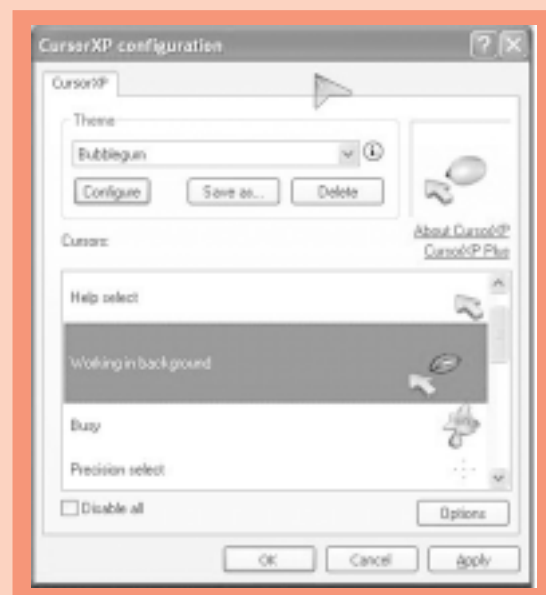 CursorXP configuration
CursorXP
Theme
Bubblegum
Configure Save as... Delete
About CursorXP
CursorXP Plus
Cursors:
Help select
Working in background
Busy
Precision select
Disable all
Options
OK Cancel Apply